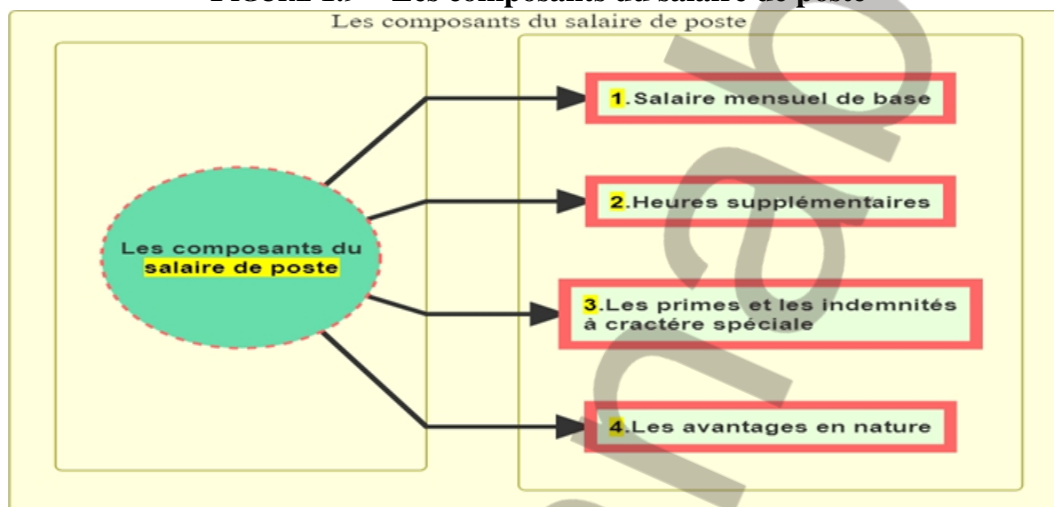 Les composants du salaire de poste
Les composants du
salaire de poste
1.Salaire mensuel de base
2.Heures supplémentaires
3.Les primes et les indemnités
à cractére spéciale
4.Les avantages en nature